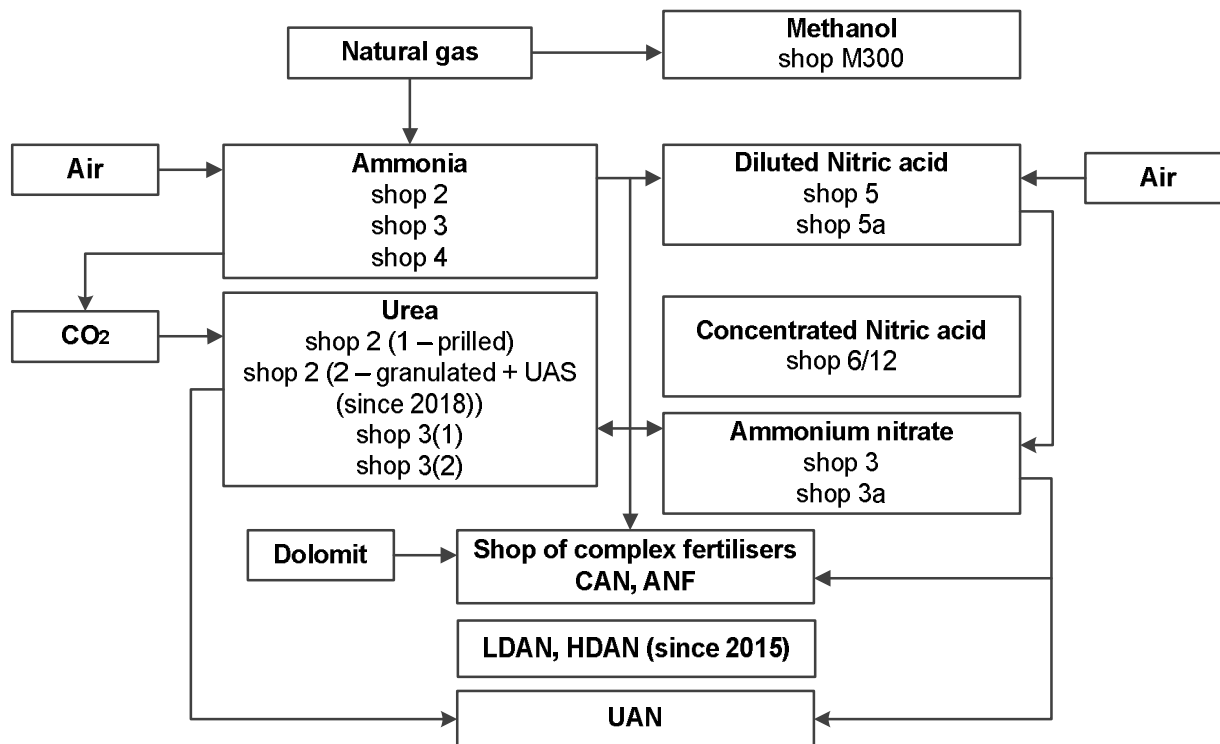 Natural gas
Methanol
shop M300
Air
Ammonia
shop 2
shop 3
shop 4
Diluted Nitric acid
shop 5
shop 5a
Air
CO2
Urea
shop 2 (1 – prilled)
shop 2 (2 – granulated + UAS
(since 2018))
shop 3(1)
shop 3(2)
Concentrated Nitric acid
shop 6/12
Ammonium nitrate
shop 3
shop 3a
Dolomit
Shop of complex fertilisers
CAN, ANF
LDAN, HDAN (since 2015)
UAN